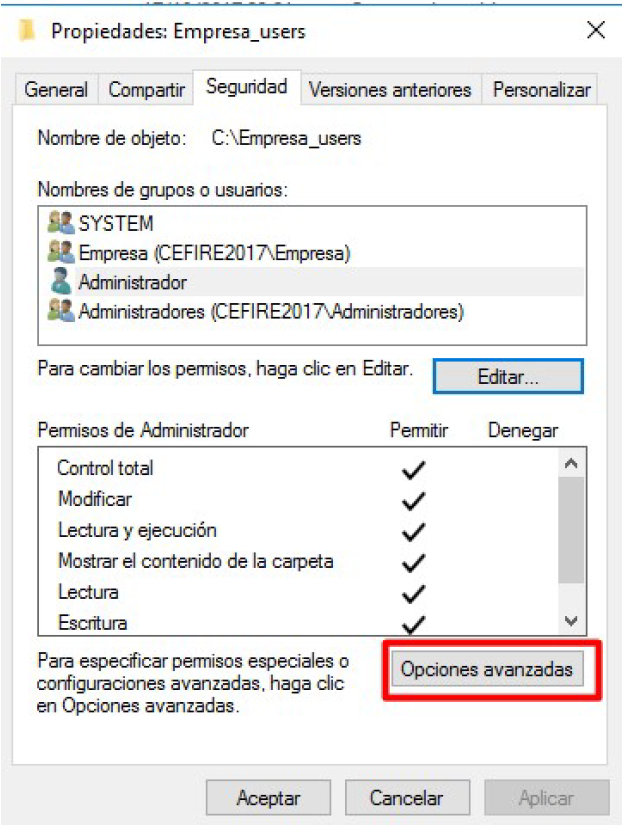 Propiedades: Empresa_users
General Compartir Seguridad Versiones anteriores Personalizar
Nombre de objeto: C:\Empresa_users
Nombres de grupos o usuarios:
SYSTEM
Empresa (CEFIRE2017\Empresa)
Administrador
Administradores (CEFIRE2017\Administradores)
Para cambiar los permisos, haga clic en Editar.
Editar...
Permisos de Administrador Permitir Denegar
Control total
Modificar
Lectura y ejecución
Mostrar el contenido de la carpeta
Lectura
Escritura
Para especificar permisos especiales o
configuraciones avanzadas, haga clic
en Opciones avanzadas.
Opciones avanzadas
Aceptar Cancelar Aplicar